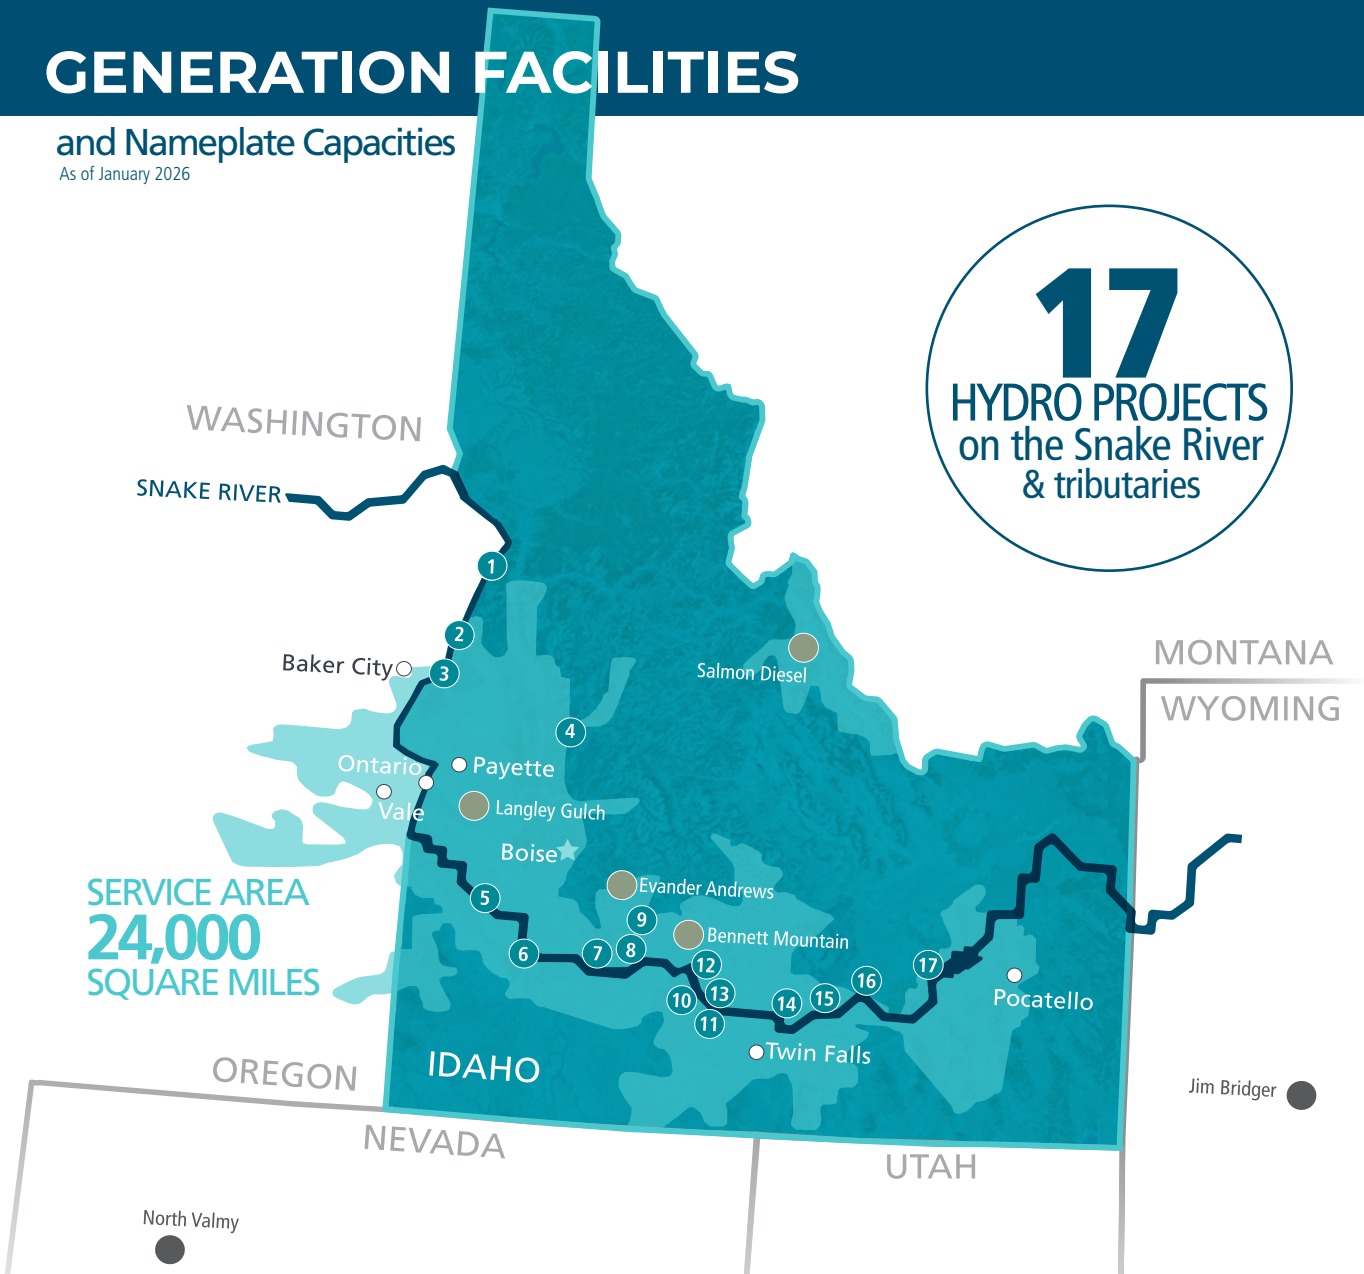 GENERATION FACILITIES
and Nameplate Capacities
As of January 2026
17
HYDRO PROJECTS
on the Snake River
& tributaries
WASHINGTON
SNAKE RIVER
1
2
Baker City
3
Salmon Diesel
MONTANA
WYOMING
4
Ontario
Payette
Vale
Langley Gulch
Boise
SERVICE AREA
24,000
SQUARE MILES
5
Evander Andrews
9
Bennett Mountain
6
7
8
12
10
13
11
14
15
16
17
Pocatello
Twin Falls
IDAHO
OREGON
Jim Bridger
NEVADA
UTAH
North Valmy